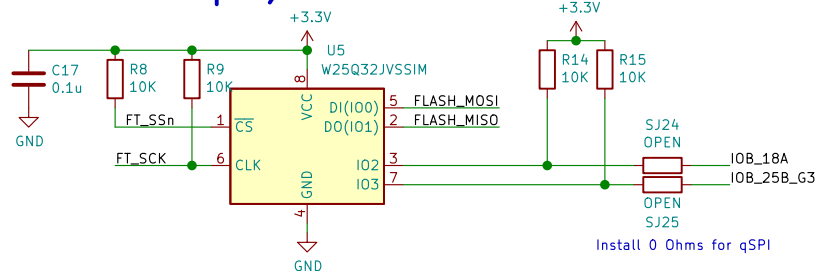 +3.3V
+3.3V
U5
W25Q32JVSSIM
C17
0.1u
R8
10K
R9
10K
R14
10K
R15
10K
8
VCC
DI(IO0)
5
FLASH_MOSI
DO(IO1)
2
FLASH_MISO
FT_SSn
1
CS
GND
SJ24
OPEN
FT_SCK
6
CLK
IO2
3
IOB_18A
IO3
7
IOB_25B_G3
GND
4
OPEN
SJ25
Install 0 Ohms for qSPI
GND